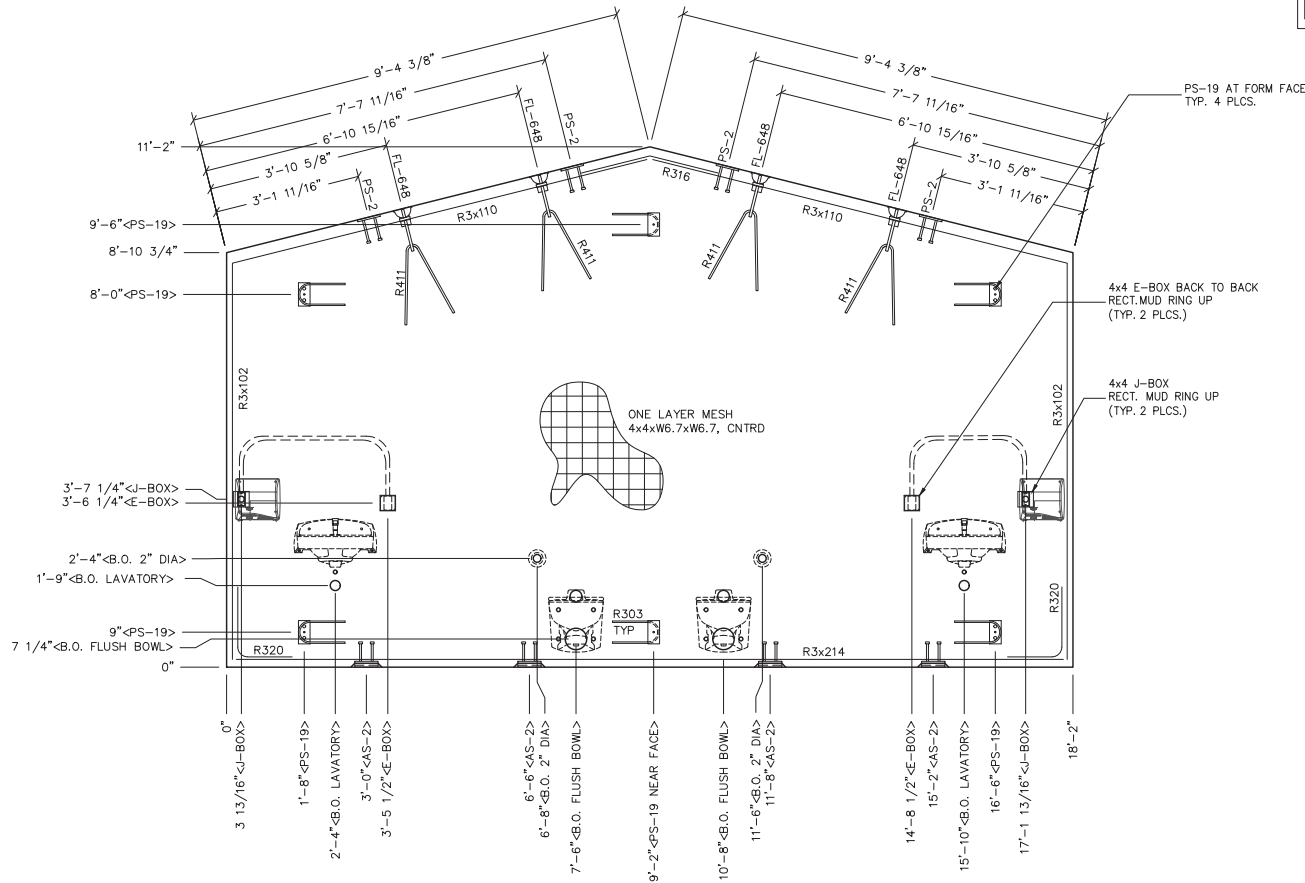 9'-4 3/8"
7'-7 11/16"
6'-10 15/16"
3'-10 5/8"
3'-1 11/16"
9'-4 3/8"
7'-7 11/16"
6'-10 15/16"
3'-10 5/8"
3'-1 11/16"
PS-19 AT FORM FACE
TYP. 4 PLCS.
11'-2"
PS-2
FL-648
FL-648
PS-2
PS-2
FL-648
FL-648
PS-2
R316
R3x110
R3x110
9'-6"<PS-19>
8'-10 3/4"
R411
R411
R411
R411
8'-0"<PS-19>
4x4 E-BOX BACK TO BACK
RECT.MUD RING UP
(TYP. 2 PLCS.)
R3x102
R3x102
4x4 J-BOX
RECT. MUD RING UP
(TYP. 2 PLCS.)
ONE LAYER MESH
4x4xW6.7xW6.7, CNTRD
3'-7 1/4"<J-BOX>
3'-6 1/4"<E-BOX>
2'-4"<B.O. 2" DIA>
1'-9"<B.O. LAVATORY>
9"<PS-19>
7 1/4"<B.O. FLUSH BOWL>
0"
R303
TYP
R320
R320
R3x214
0"
3 13/16"<J-BOX>
1'-8"<PS-19>
2'-4"<B.O. LAVATORY>
3'-0"<AS-2>
3'-5 1/2"<E-BOX>
6'-6"<AS-2>
6'-8"<B.O. 2" DIA>
7'-6"<B.O. FLUSH BOWL>
9'-2"<PS-19 NEAR FACE>
10'-8"<B.O. FLUSH BOWL>
11'-6"<B.O. 2" DIA>
11'-8"<AS-2>
14'-8 1/2"<E-BOX>
15'-2"<AS-2>
15'-10"<B.O. LAVATORY>
16'-6"<PS-19>
17'-1 13/16"<J-BOX>
18'-2"